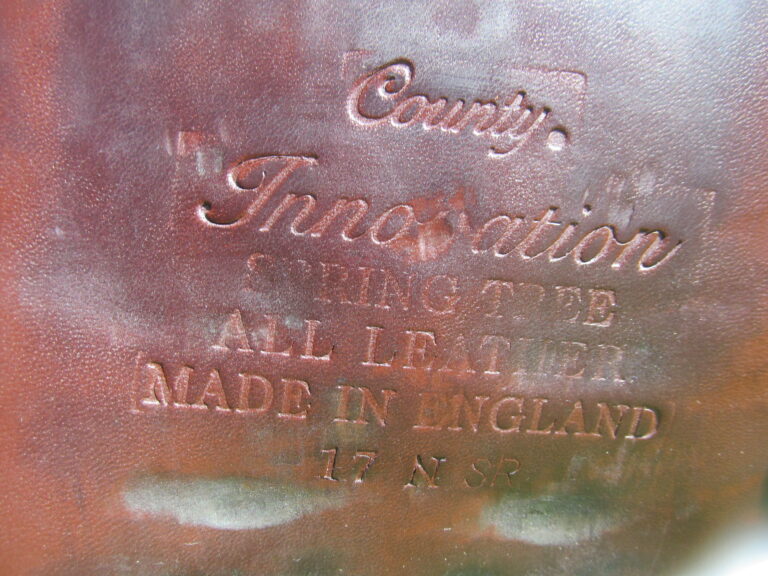 County.
Innovation
SPRING TREE
ALL LEATHER
MADE IN ENGLAND
17 N SR